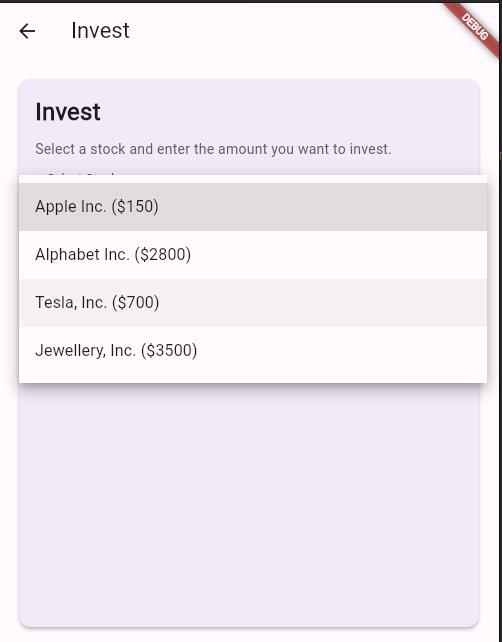 Invest
DEBUG
Invest
Select a stock and enter the amount you want to invest.
Apple Inc. ($150)
Alphabet Inc. ($2800)
Tesla, Inc. ($700)
Jewellery, Inc. ($3500)